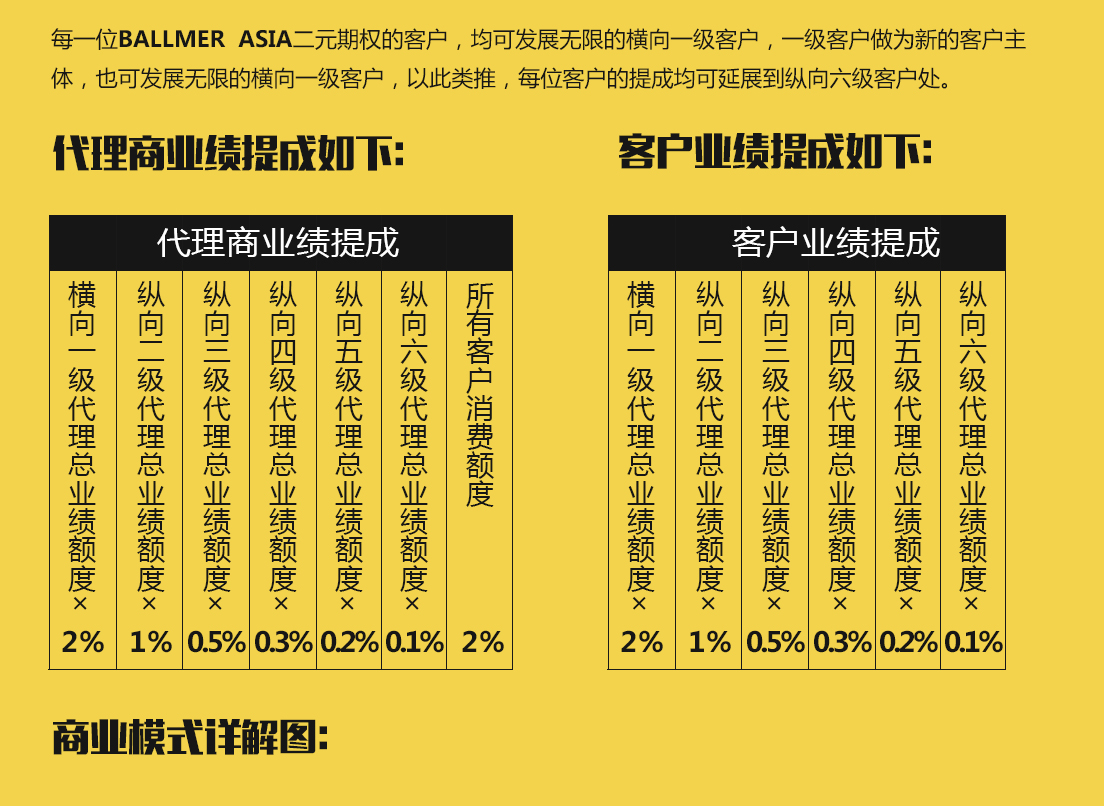 每一位BALLMER ASIA二元期权的客户，均可发展无限的横向一级客户，一级客户做为新的客户主
体，也可发展无限的横向一级客户，以此类推，每位客户的提成均可延展到纵向六级客户处。
代理商业绩提成如下:
代理商业绩提成
横向一级代理总业绩额度×
2%
纵向二级代理总业绩额度×
1%
纵向三级代理总业绩额度×
0.5%
纵向四级代理总业绩额度×
0.3%
纵向五级代理总业绩额度×
0.2%
纵向六级代理总业绩额度×
0.1%
所有客户消费额度
2%
客户业绩提成如下:
客户业绩提成
横向一级代理总业绩额度×
2%
纵向二级代理总业绩额度×
1%
纵向三级代理总业绩额度×
0.5%
纵向四级代理总业绩额度×
0.3%
纵向五级代理总业绩额度×
0.2%
纵向六级代理总业绩额度×
0.1%
商业模式详解图: